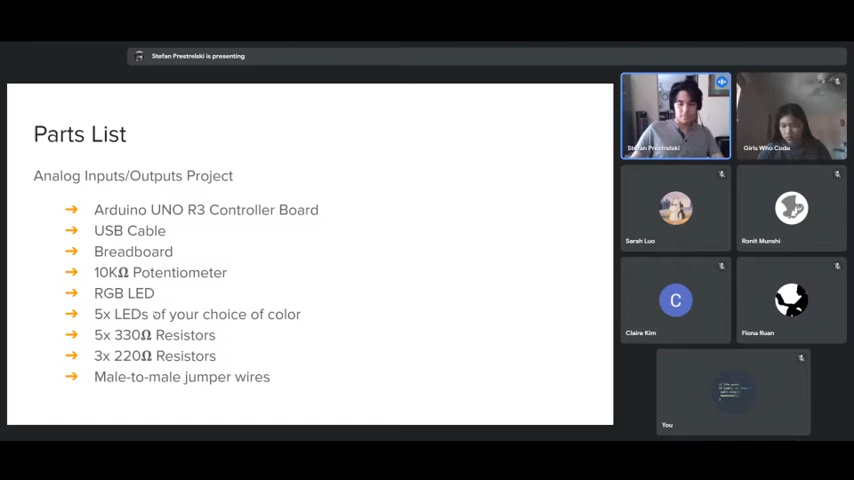 Stefan Prestrelski is presenting
Parts List
Analog Inputs/Outputs Project
➔ Arduino UNO R3 Controller Board
➔ USB Cable
➔ Breadboard
➔ 10KΩ Potentiometer
➔ RGB LED
➔ 5x LEDs of your choice of color
➔ 5x 330Ω Resistors
➔ 3x 220Ω Resistors
➔ Male-to-male jumper wires
Stefan Prestrelski
Girls Who Code
Sarah Luo
Ronit Munshi
C
Claire Kim
Fiona Ruan
You